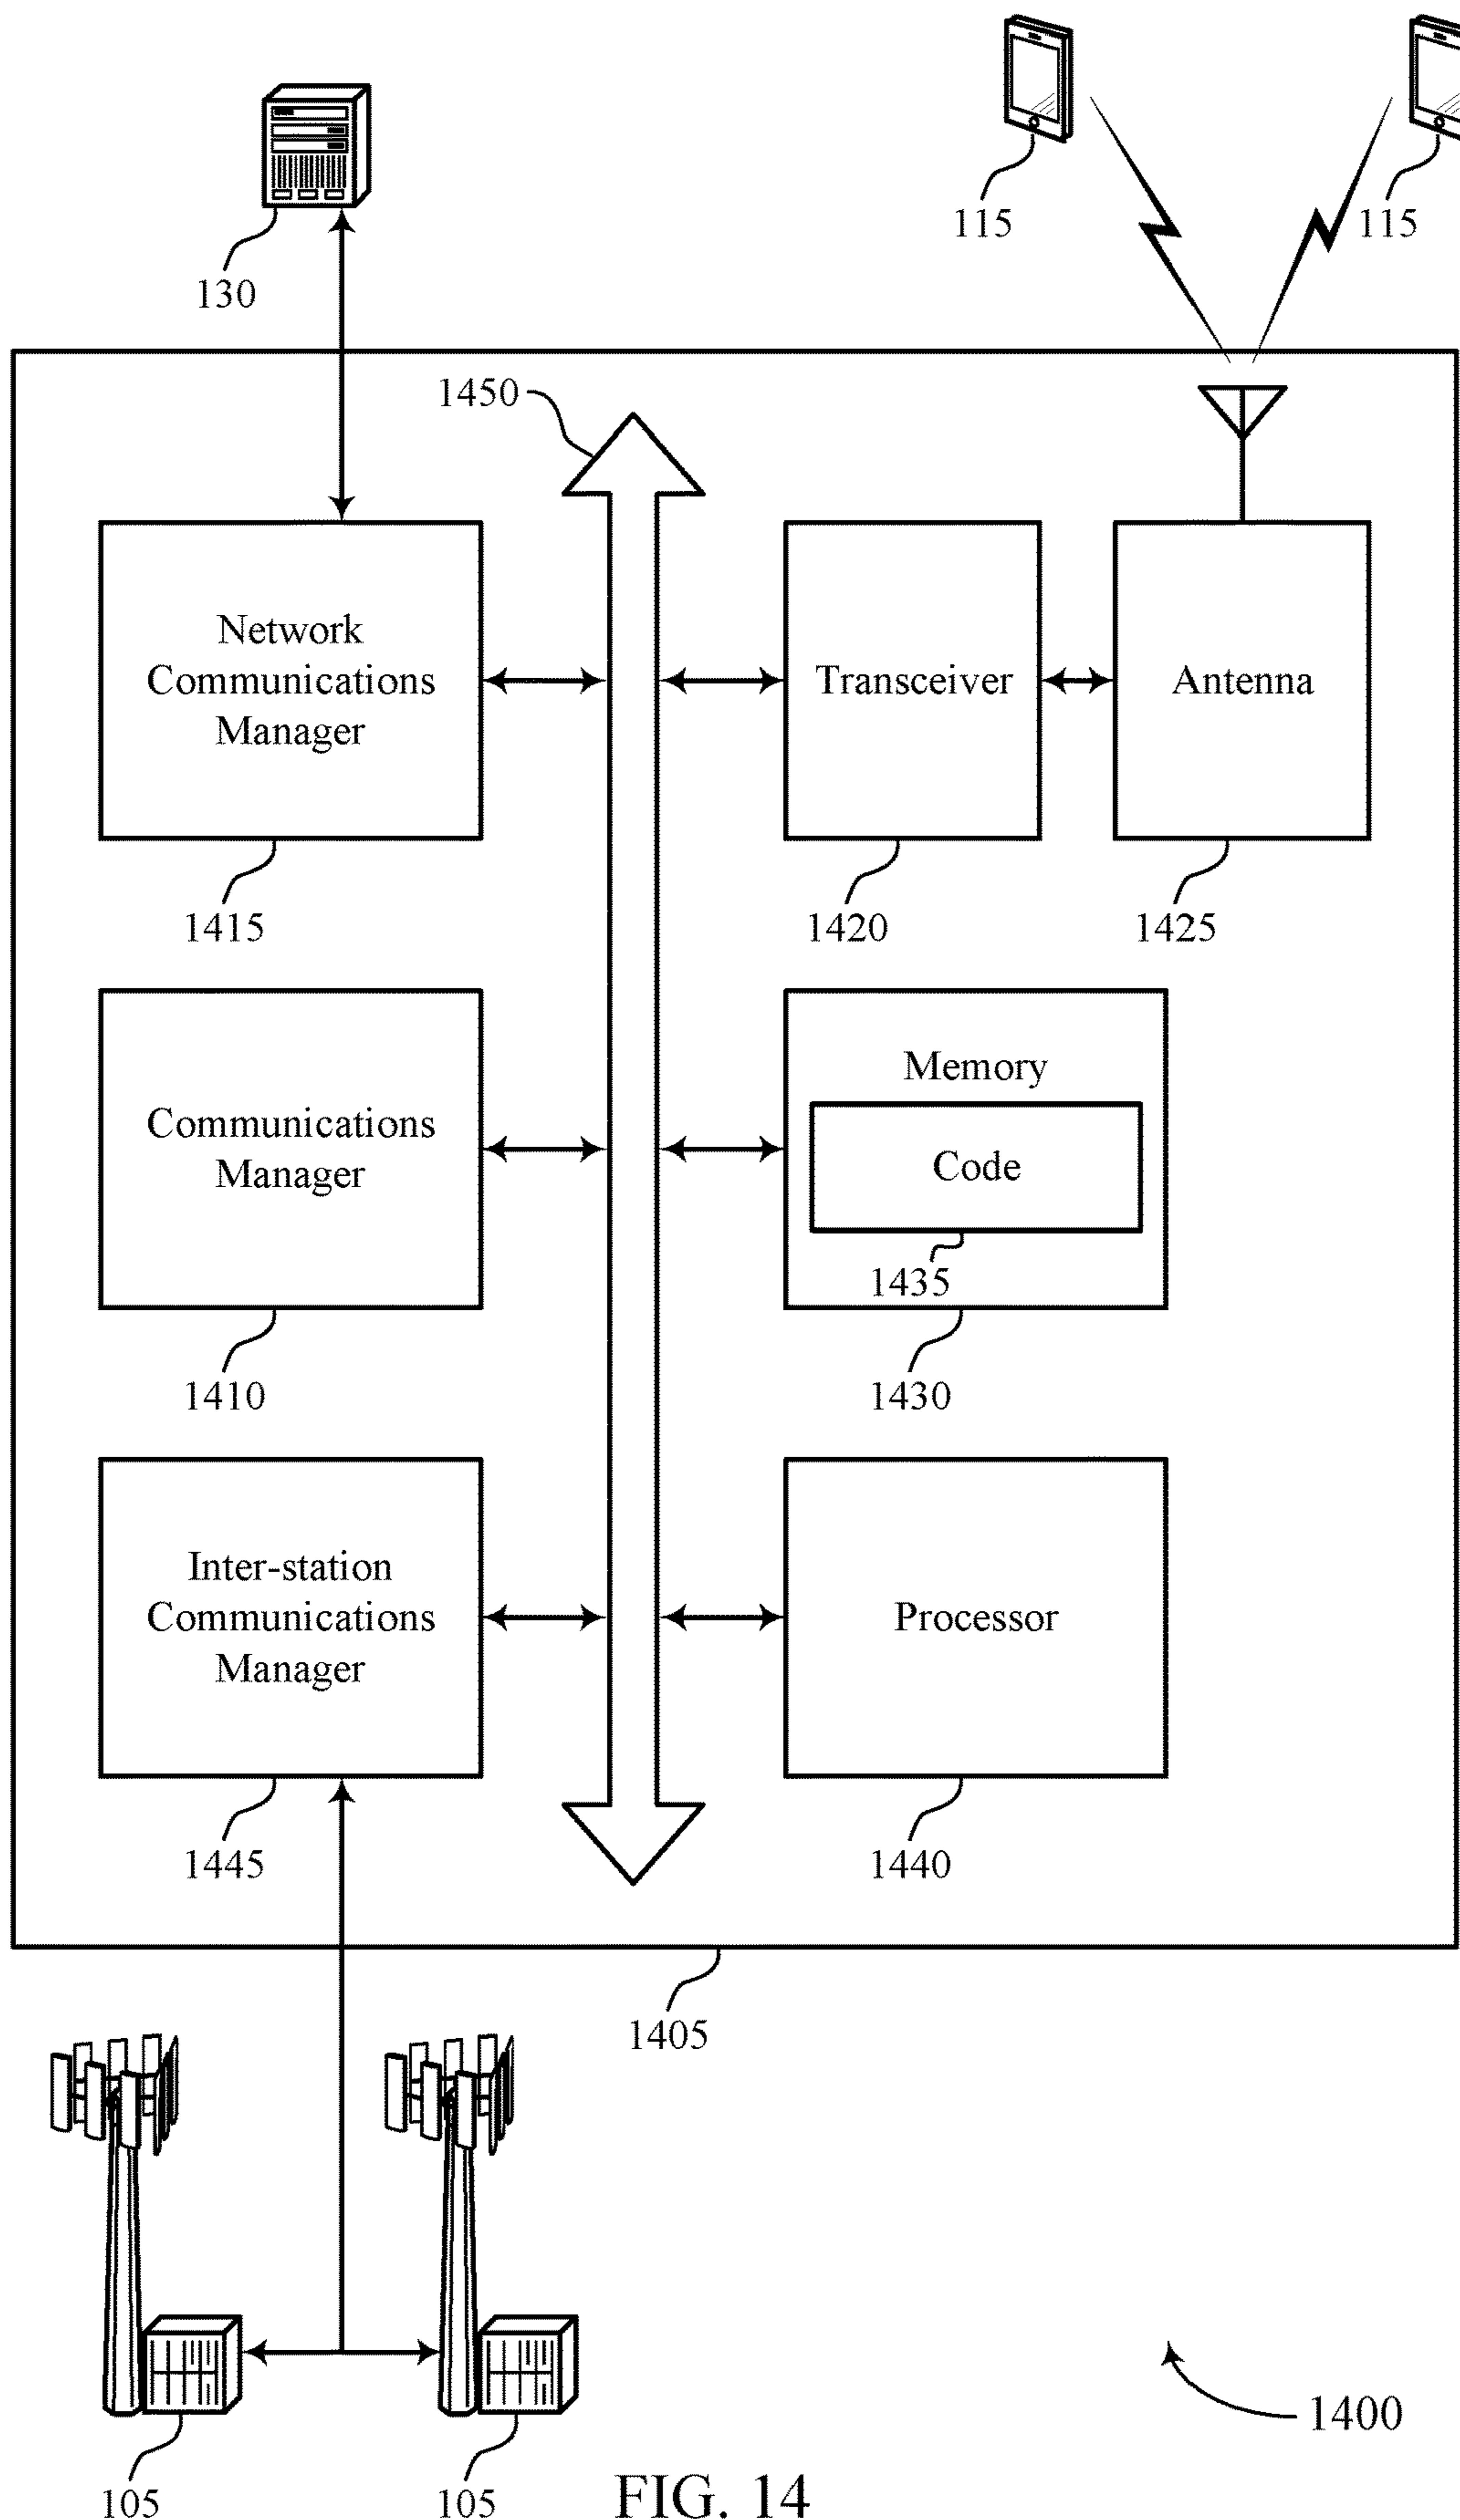 115
115
130
1450
Network
Communications
Manager
Transceiver
Antenna
1415
1420
1425
Communications
Manager
Memory
Code
1435
1410
1430
Inter-station
Communications
Manager
Processor
1445
1440
1405
1400
105
105
FIG. 14